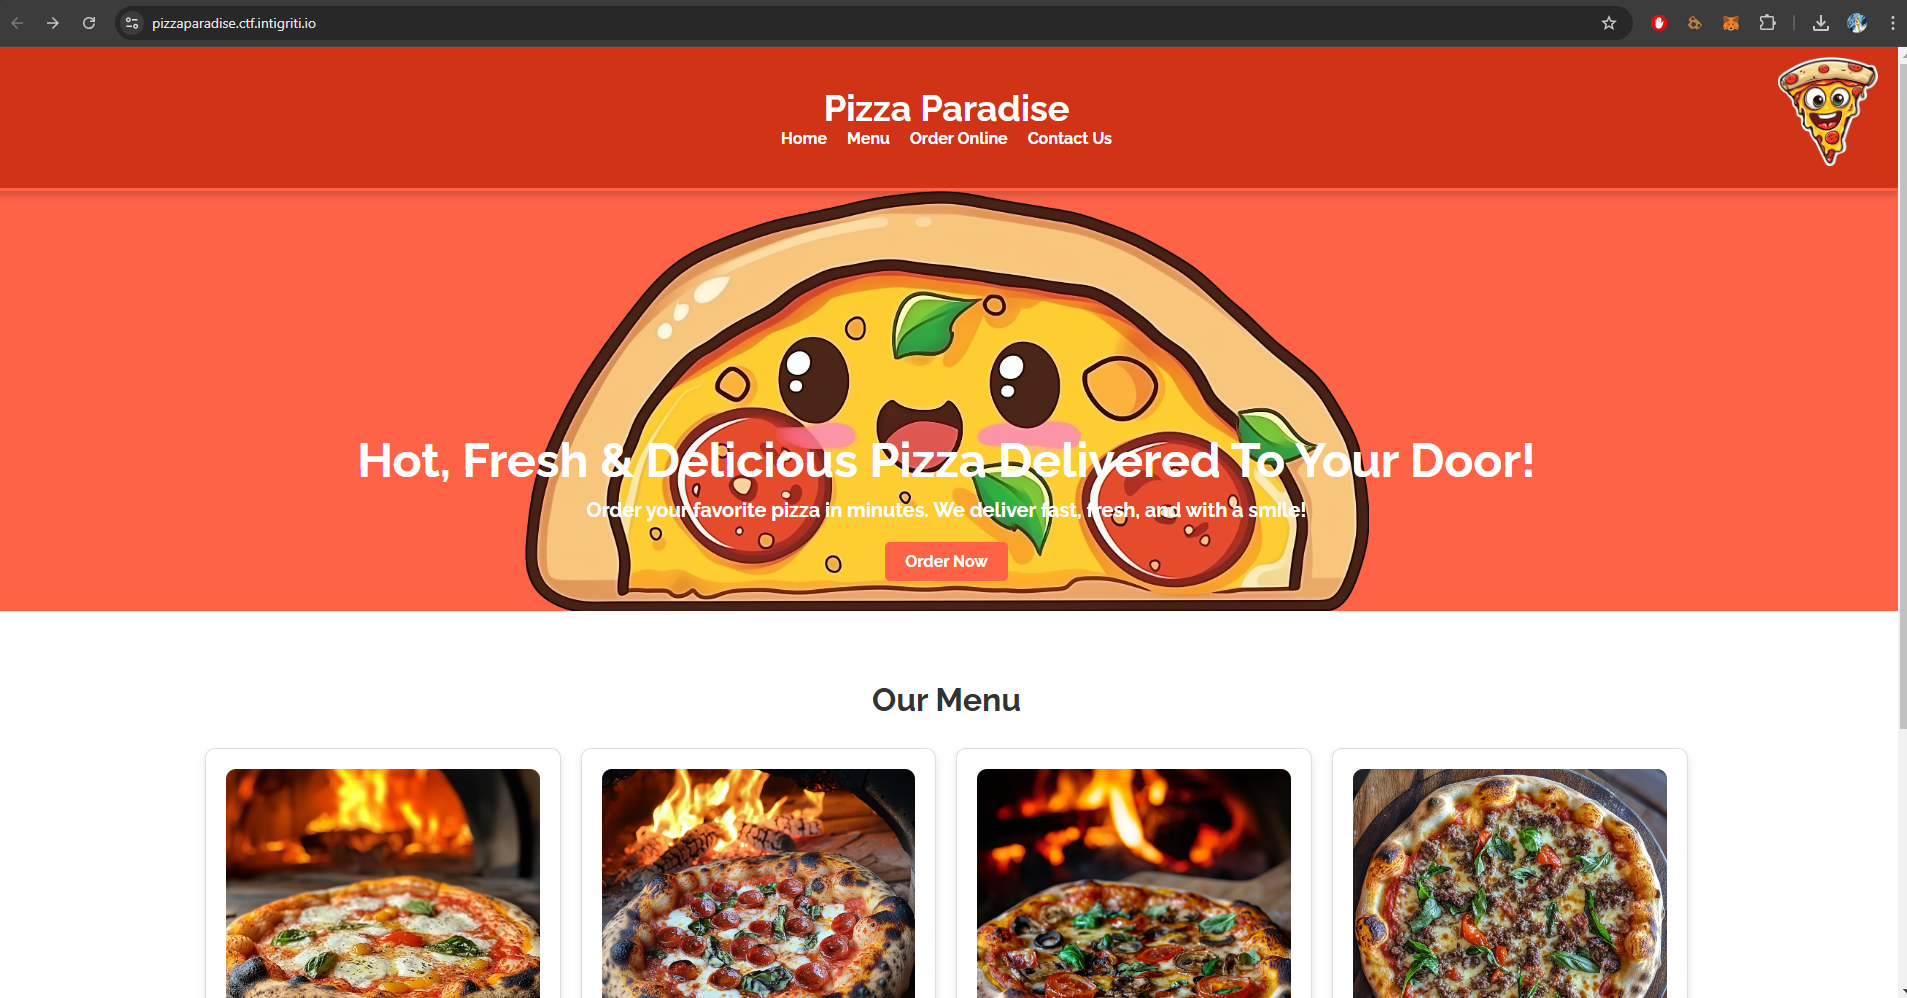 pizzaparadise.ctf.intigriti.io
Pizza Paradise
Home Menu Order Online Contact Us
Hot, Fresh & Delicious Pizza Delivered To Your Door!
Order your favorite pizza in minutes. We deliver fast, fresh, and with a smile!
Order Now
Our Menu